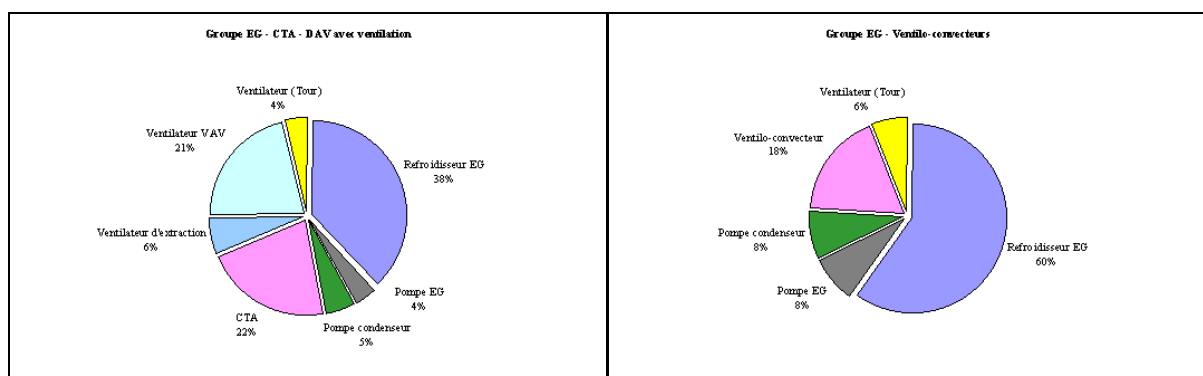 Groupe EG - CTA - DAV avec ventilation
Ventilateur (Tour)
4%
Ventilateur VAV
21%
Refroidisseur EG
38%
Ventilateur d'extraction
6%
Pompe EG
4%
CTA
22%
Pompe condenseur
5%
Groupe EG - Ventilo-convecteurs
Ventilateur (Tour)
6%
Ventilo-convecteur
18%
Pompe condenseur
8%
Refroidisseur EG
60%
Pompe EG
8%